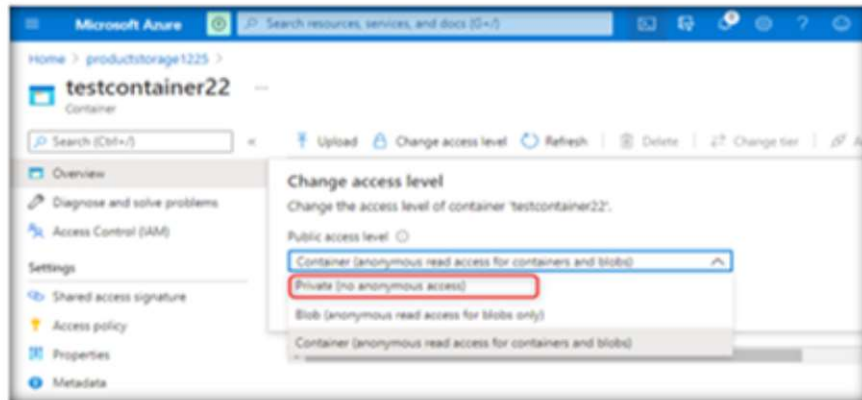 Microsoft Azure
Search resources, services, and docs (G+/)
Home > productstorage1225 >
testcontainer22 ...
Container
Search (Ctrl+/)
«
Upload
Change access level
Refresh
Delete
Change tier
A
Overview
Diagnose and solve problems
Access Control (IAM)
Settings
Shared access signature
Access policy
Properties
Metadata
Change access level
Change the access level of container 'testcontainer22'.
Public access level
Container (anonymous read access for containers and blobs)
Private (no anonymous access)
Blob (anonymous read access for blobs only)
Container (anonymous read access for containers and blobs)